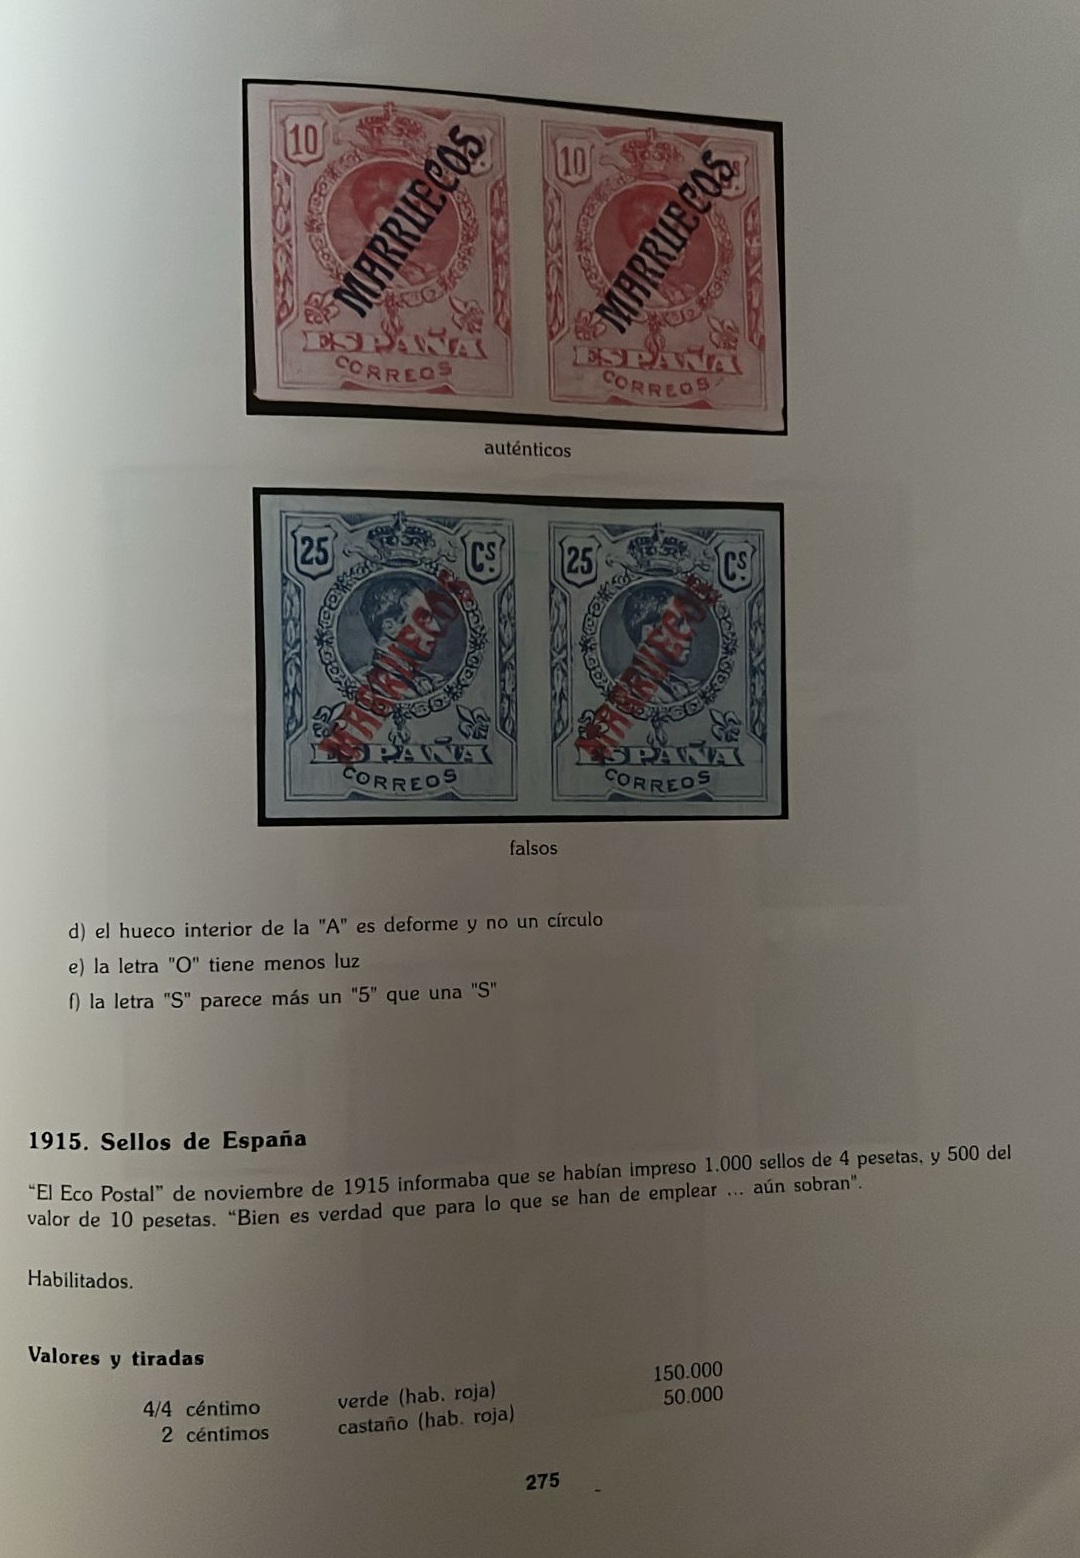 10
MARRUECOS
ESPAÑA
CORREOS
10
MARRUECOS
ESPAÑA
CORREOS
auténticos
25 Cs.
MARRUECOS
ESPAÑA
CORREOS
25 Cs.
MARRUECOS
ESPAÑA
CORREOS
falsos
d) el hueco interior de la "A" es deforme y no un círculo
e) la letra "O" tiene menos luz
f) la letra "S" parece más un "5" que una "S"
1915. Sellos de España
“El Eco Postal” de noviembre de 1915 informaba que se habían impreso 1.000 sellos de 4 pesetas, y 500 del
valor de 10 pesetas. “Bien es verdad que para lo que se han de emplear ... aún sobran".
Habilitados.
Valores y tiradas
4/4 céntimo verde (hab. roja) 150.000
2 céntimos castaño (hab. roja) 50.000
275